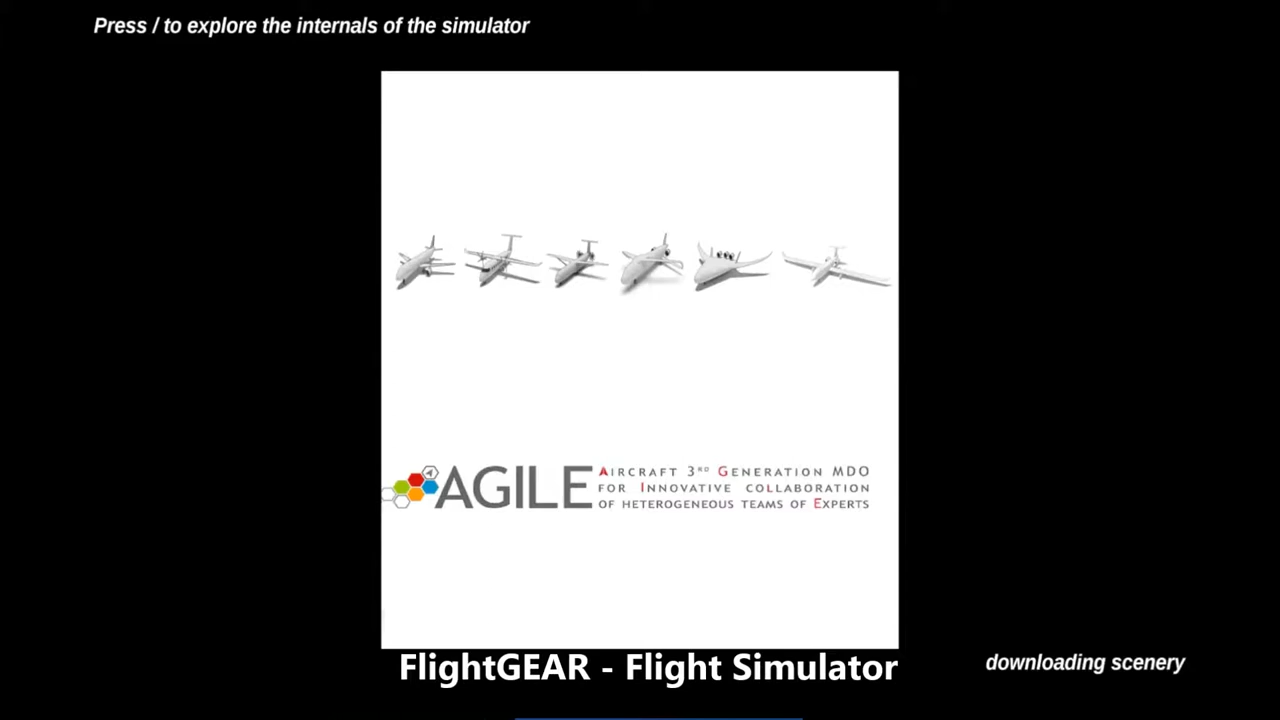 Press / to explore the internals of the simulator
AGILE
AIRCRAFT 3RD GENERATION MDO
FOR INNOVATIVE COLLABORATION
OF HETEROGENEOUS TEAMS OF EXPERTS
FlightGEAR - Flight Simulator
downloading scenery